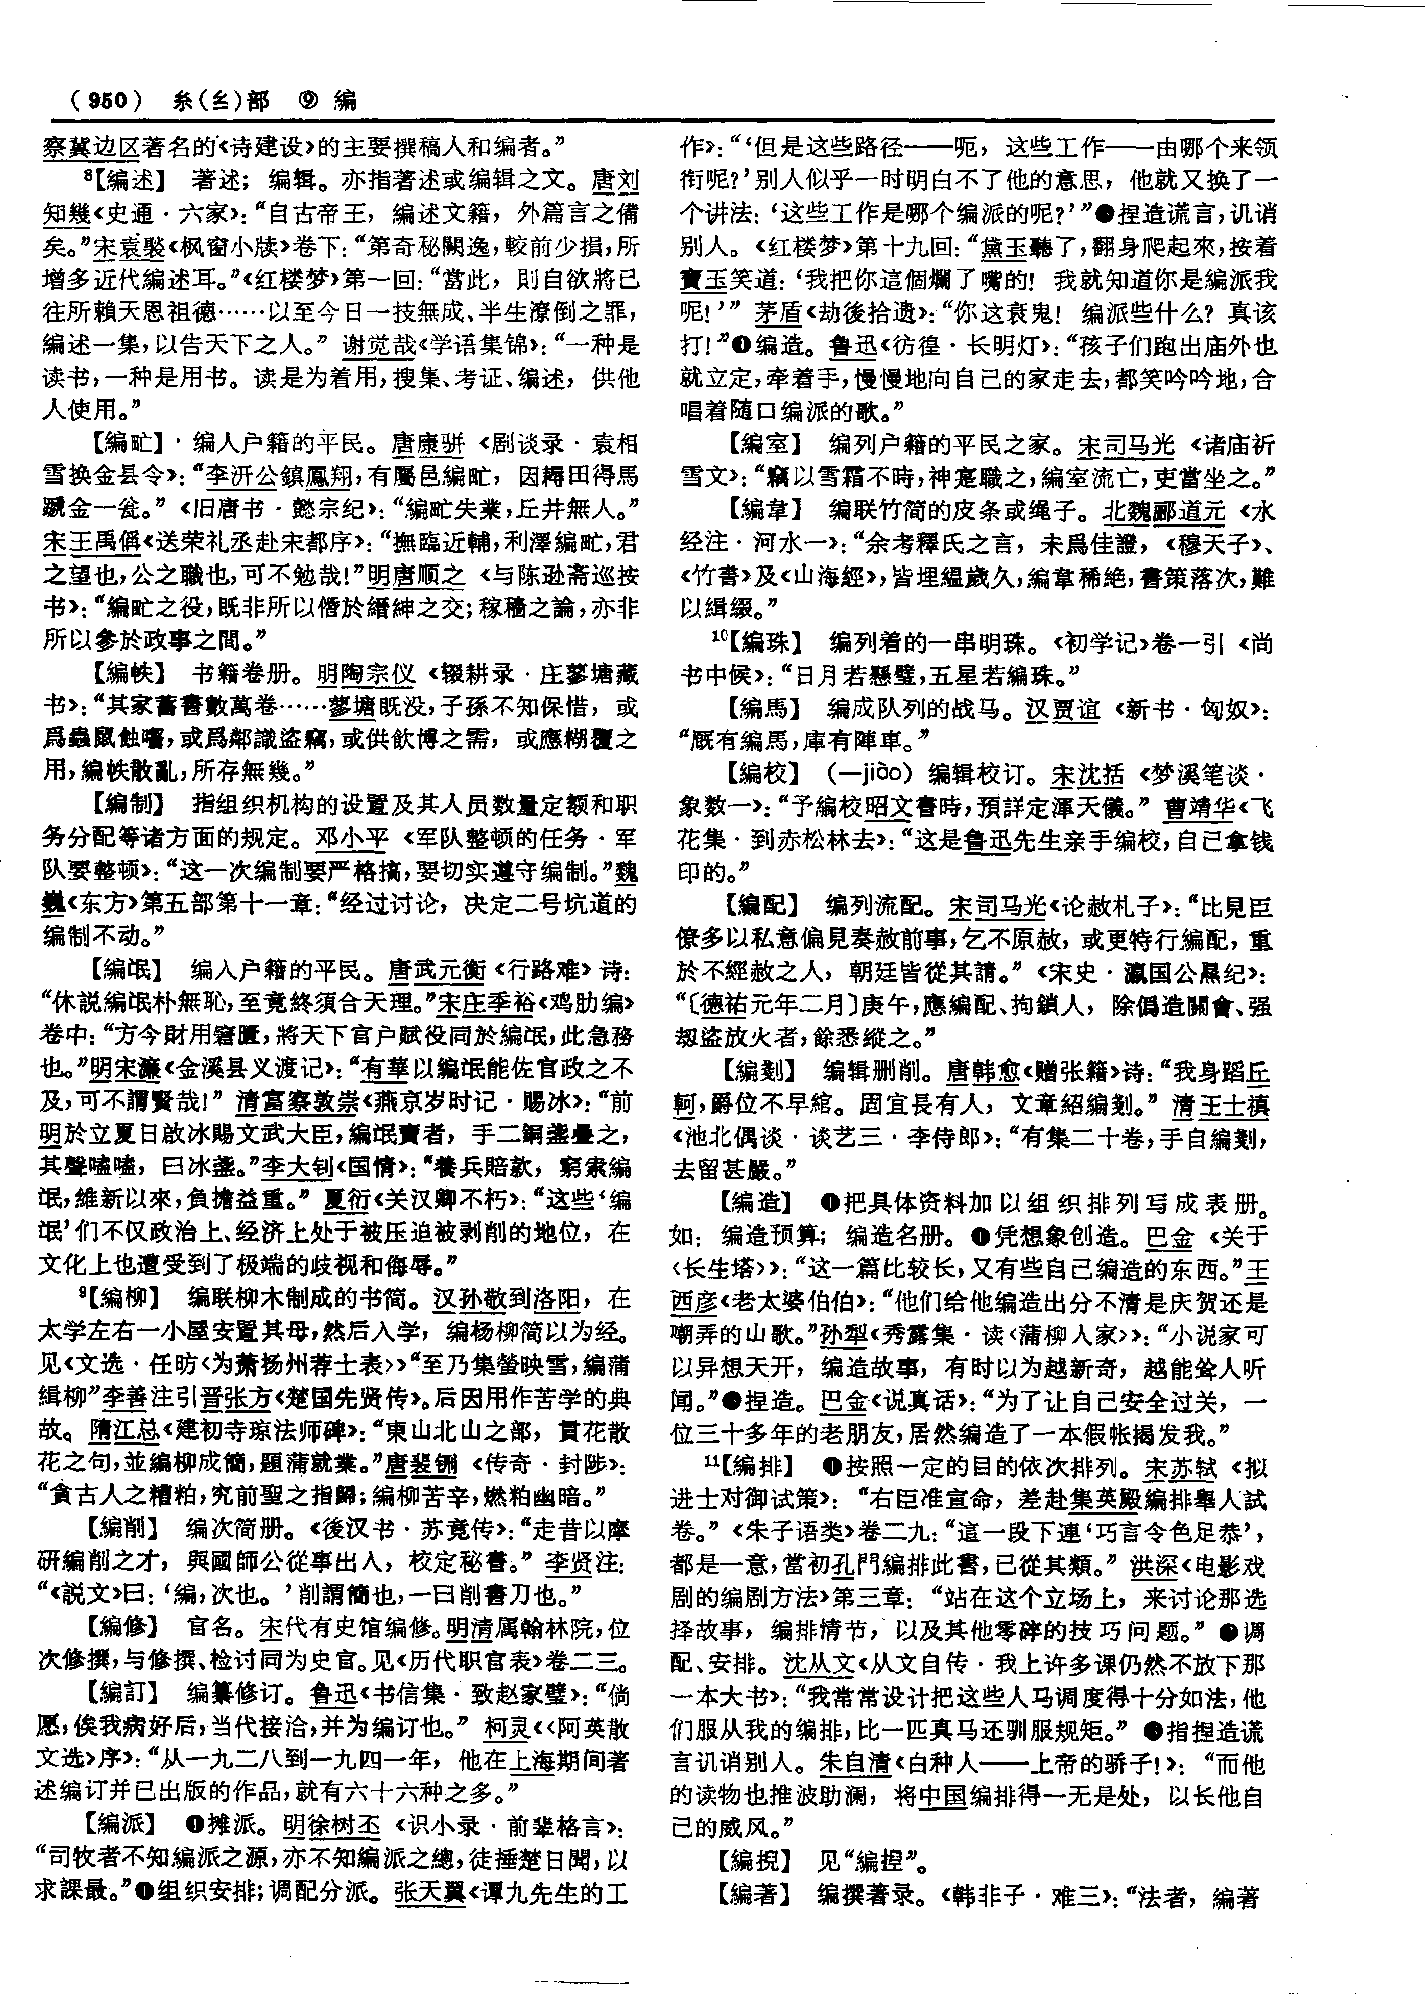 (950) 糸(纟)部 ⑨ 编
察冀边区著名的《诗建设》的主要撰稿人和编者。”
⁸【编述】 著述；编辑。亦指著述或编辑之文。唐刘
知幾《史通·六家》：“自古帝王，编述文籍，外篇言之備
矣。”宋袁褧《枫窗小牍》卷下：“第奇秘闕逸，較前少損，所
增多近代編述耳。”《红楼梦》第一回：“當此，則自欲將已
往所賴天恩祖德……以至今日一技無成、半生潦倒之罪，
编述一集，以告天下之人。” 谢觉哉《学语集锦》：“一种是
读书，一种是用书。读是为着用，搜集、考证、编述，供他
人使用。”
【编甿】 编入户籍的平民。唐康骈《剧谈录·袁相
雪换金县令》：“李汧公鎮鳳翔，有屬邑編甿，因耨田得馬
蹏金一瓮。”《旧唐书·懿宗纪》：“編甿失業，丘井無人。”
宋王禹偁《送荣礼丞赴宋都序》：“撫臨近輔，利澤編甿，君
之望也，公之職也，可不勉哉！”明唐顺之《与陈逊斋巡按
书》：“編甿之役，既非所以偕於縉紳之交；稼穡之論，亦非
所以參於政事之間。”
【编帙】 书籍卷册。明陶宗仪《辍耕录·庄蓼塘藏
书》：“其家蓄書數萬卷……蓼塘既没，子孫不知保惜，或
爲蟲鼠蝕嚙，或爲鄰識盜竊，或供飲博之需，或應糊覆之
用，編帙散亂，所存無幾。”
【编制】 指组织机构的设置及其人员数量定额和职
务分配等诸方面的规定。邓小平《军队整顿的任务·军
队要整顿》：“这一次编制要严格搞，要切实遵守编制。”魏
巍《东方》第五部第十一章：“经过讨论，决定二号坑道的
编制不动。”
【编氓】 编入户籍的平民。唐武元衡《行路难》诗：
“休説編氓朴無恥，至竟終須合天理。”宋庄季裕《鸡肋编》
卷中：“方今財用窘匱，將天下官户賦役同於編氓，此急務
也。”明宋濂《金溪县义渡记》：“有華以編氓能佐官政之不
及，可不謂賢哉！” 清富察敦崇《燕京岁时记·赐冰》：“前
明於立夏日啟冰賜文武大臣，編氓賣者，手二銅盞疊之，
其聲嗑嗑，曰冰盞。”李大钊《国情》：“養兵賠款，窮索編
氓，維新以來，負擔益重。” 夏衍《关汉卿不朽》：“这些‘编
氓’们不仅政治上、经济上处于被压迫被剥削的地位，在
文化上也遭受到了极端的歧视和侮辱。”
⁹【编柳】 编联柳木制成的书简。汉孙敬到洛阳，在
太学左右一小屋安置其母，然后入学，编杨柳简以为经。
见《文选·任昉〈为萧扬州荐士表〉》“至乃集螢映雪，編蒲
緝柳”李善注引晋张方《楚国先贤传》。后因用作苦学的典
故。隋江总《建初寺琼法师碑》：“東山北山之部，貫花散
花之句，並編柳成簡，題蒲就業。”唐裴铏《传奇·封陟》：
“貪古人之糟粕，究前聖之指歸；編柳苦辛，燃粕幽暗。”
【编削】 编次简册。《後汉书·苏竟传》：“走昔以摩
研編削之才，與國師公從事出入，校定秘書。” 李贤注：
“《説文》曰：‘編，次也。’削謂簡也，一曰削書刀也。”
【编修】 官名。宋代有史馆编修。明清属翰林院，位
次修撰，与修撰、检讨同为史官。见《历代职官表》卷二三。
【编訂】 编纂修订。鲁迅《书信集·致赵家璧》：“倘
愿，俟我病好后，当代接洽，并为编订也。” 柯灵《〈阿英散
文选〉序》：“从一九二八到一九四一年，他在上海期间著
述编订并已出版的作品，就有六十六种之多。”
【编派】 ❶摊派。明徐树丕《识小录·前辈格言》：
“司牧者不知編派之源，亦不知編派之總，徒捶楚日聞，以
求課最。”❷组织安排；调配分派。张天翼《谭九先生的工
作》：“‘但是这些路径——呃，这些工作——由哪个来领
衔呢？’别人似乎一时明白不了他的意思，他就又换了一
个讲法：‘这些工作是哪个编派的呢？’”❸捏造谎言，讥诮
别人。《红楼梦》第十九回：“黛玉聽了，翻身爬起來，按着
寶玉笑道：‘我把你這個爛了嘴的！我就知道你是编派我
呢！’” 茅盾《劫後拾遗》：“你这衰鬼！编派些什么？真该
打！”❹编造。鲁迅《彷徨·长明灯》：“孩子们跑出庙外也
就立定，牵着手，慢慢地向自己的家走去，都笑吟吟地，合
唱着随口编派的歌。”
【编室】 编列户籍的平民之家。宋司马光《诸庙祈
雪文》：“竊以雪霜不時，神寔職之，編室流亡，吏當坐之。”
【编韋】 编联竹简的皮条或绳子。北魏郦道元《水
经注·河水一》：“余考釋氏之言，未爲佳證，《穆天子》、
《竹書》及《山海經》，皆埋緼歲久，編韋稀絶，書策落次，難
以缉缀。”
¹⁰【编珠】 编列着的一串明珠。《初学记》卷一引《尚
书中候》：“日月若懸璧，五星若编珠。”
【编馬】 编成队列的战马。汉贾谊《新书·匈奴》：
“厩有编馬，庫有陣車。”
【编校】 （—jiào）编辑校订。宋沈括《梦溪笔谈·
象数一》：“予編校昭文書時，預詳定渾天儀。” 曹靖华《飞
花集·到赤松林去》：“这是鲁迅先生亲手编校，自己拿钱
印的。”
【编配】 编列流配。宋司马光《论赦札子》：“比見臣
僚多以私意偏見奏赦前事，乞不原赦，或更特行編配，重
於不經赦之人，朝廷皆從其請。”《宋史·瀛国公㬎纪》：
“〔德祐元年二月〕庚午，應編配、拘鎖人，除僞造關會、强
刼盜放火者，餘悉縱之。”
【编剗】 编辑删削。唐韩愈《赠张籍》诗：“我身蹈丘
軻，爵位不早綰。固宜長有人，文章紹編剗。” 清王士禛
《池北偶谈·谈艺三·李侍郎》：“有集二十卷，手自編剗，
去留甚嚴。”
【编造】 ❶把具体资料加以组织排列写成表册。
如：编造预算；编造名册。❷凭想象创造。巴金《关于
〈长生塔〉》：“这一篇比较长，又有些自己编造的东西。”王
西彦《老太婆伯伯》：“他们给他编造出分不清是庆贺还是
嘲弄的山歌。”孙犁《秀露集·读〈蒲柳人家〉》：“小说家可
以异想天开，编造故事，有时以为越新奇，越能耸人听
闻。”❸捏造。巴金《说真话》：“为了让自己安全过关，一
位三十多年的老朋友，居然编造了一本假帐揭发我。”
¹¹【编排】 ❶按照一定的目的依次排列。宋苏轼《拟
进士对御试策》：“右臣准宣命，差赴集英殿編排舉人試
卷。”《朱子语类》卷二九：“這一段下連‘巧言令色足恭’，
都是一意，當初孔門編排此書，已從其類。” 洪深《电影戏
剧的编剧方法》第三章：“站在这个立场上，来讨论那选
择故事，编排情节，以及其他零碎的技巧问题。” ❷调
配、安排。沈从文《从文自传·我上许多课仍然不放下那
一本大书》：“我常常设计把这些人马调度得十分如法，他
们服从我的编排，比一匹真马还驯服规矩。” ❸指捏造谎
言讥诮别人。朱自清《白种人——上帝的骄子！》：“而他
的读物也推波助澜，将中国编排得一无是处，以长他自
己的威风。”
【编掜】 见“编捏”。
【编著】 编撰著录。《韩非子·难三》：“法者，編著